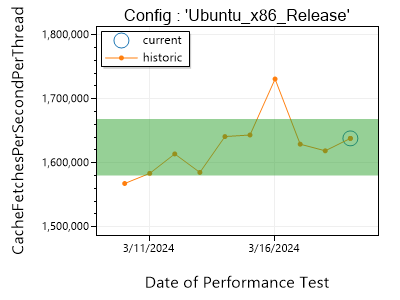 Config : 'Ubuntu_x86_Release'
CacheFetchesPerSecondPerThread
1,800,000
1,700,000
1,600,000
1,500,000
current
historic
3/11/2024
3/16/2024
Date of Performance Test